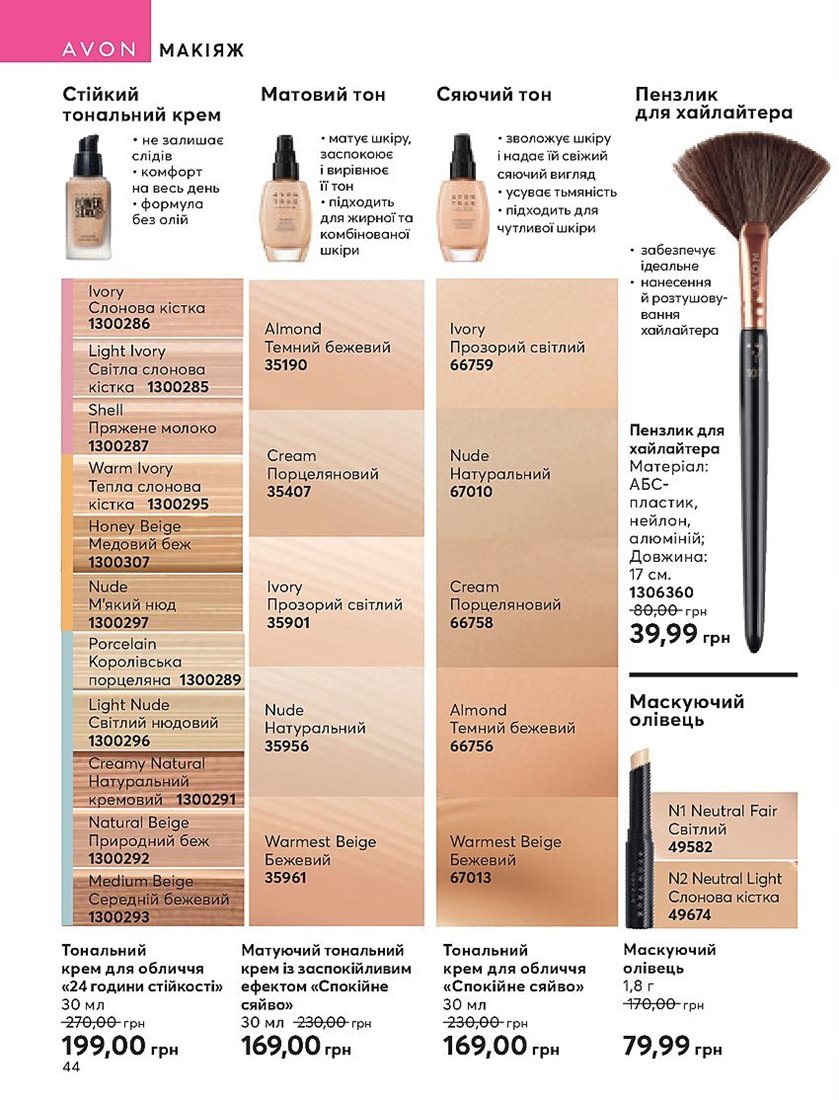 AVON МАКІЯЖ
Стійкий
тональний крем
• не залишає
слідів
• комфорт
на весь день
• формула
без олій
Матовий тон
• матує шкіру,
заспокоює
і вирівнює
її тон
• підходить
для жирної та
комбінованої
шкіри
Сяючий тон
• зволожує шкіру
і надає їй свіжий
сяючий вигляд
• усуває тьмяність
• підходить для
чутливої шкіри
Пензлик
для хайлайтера
• забезпечує
ідеальне
• нанесення
й розтушову-
вання
хайлайтера
Ivory
Слонова кістка
1300286
Light Ivory
Світла слонова
кістка 1300285
Shell
Пряжене молоко
1300287
Warm Ivory
Тепла слонова
кістка 1300295
Honey Beige
Медовий беж
1300307
Nude
М'який нюд
1300297
Porcelain
Королівська
порцеляна 1300289
Light Nude
Світлий нюдовий
1300296
Creamy Natural
Натуральний
кремовий 1300291
Natural Beige
Природний беж
1300292
Medium Beige
Середній бежевий
1300293
Almond
Темний бежевий
35190
Cream
Порцеляновий
35407
Ivory
Прозорий світлий
35901
Nude
Натуральний
35956
Warmest Beige
Бежевий
35961
Ivory
Прозорий світлий
66759
Nude
Натуральний
67010
Cream
Порцеляновий
66758
Almond
Темний бежевий
66756
Warmest Beige
Бежевий
67013
AVON
107
Пензлик для
хайлайтера
Матеріал:
АБС-
пластик,
нейлон,
алюміній;
Довжина:
17 см.
1306360
80,00 грн
39,99 грн
Маскуючий
олівець
N1 Neutral Fair
Світлий
49582
N2 Neutral Light
Слонова кістка
49674
Тональний
крем для обличчя
«24 години стійкості»
30 мл
270,00 грн
199,00 грн
Матуючий тональний
крем із заспокійливим
ефектом «Спокійне
сяйво»
30 мл 230,00 грн
169,00 грн
Тональний
крем для обличчя
«Спокійне сяйво»
30 мл
230,00 грн
169,00 грн
Маскуючий
олівець
1,8 г
170,00 грн
79,99 грн
44